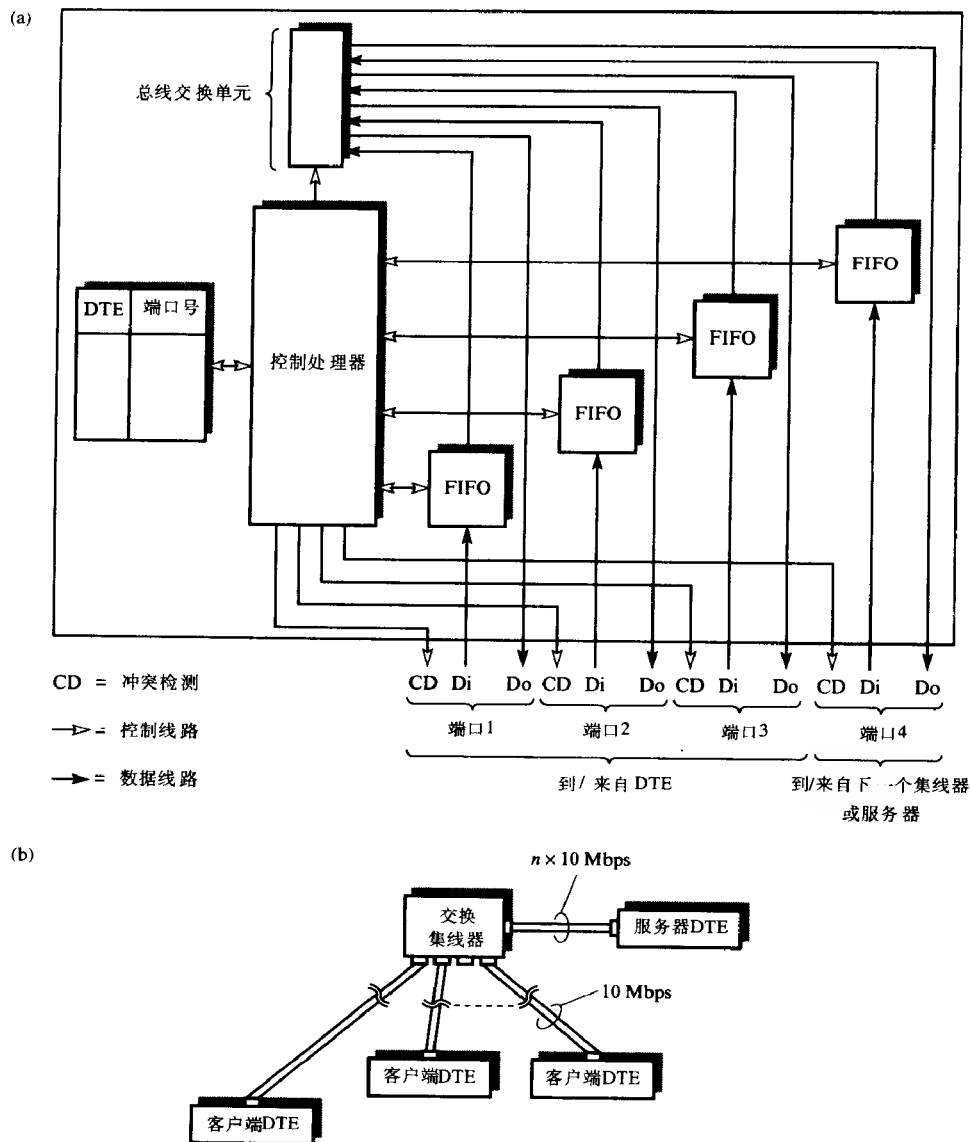 (a)
总线交换单元
DTE 端口号
控制处理器
FIFO
FIFO
FIFO
FIFO
CD Di Do CD Di Do CD Di Do CD Di Do
CD = 冲突检测
= 控制线路
= 数据线路
端口1 端口2 端口3 端口4
到/来自DTE
到/来自下一个集线器
或服务器
(b)
n × 10 Mbps
交换
集线器
服务器DTE
10 Mbps
客户端DTE
客户端DTE
客户端DTE